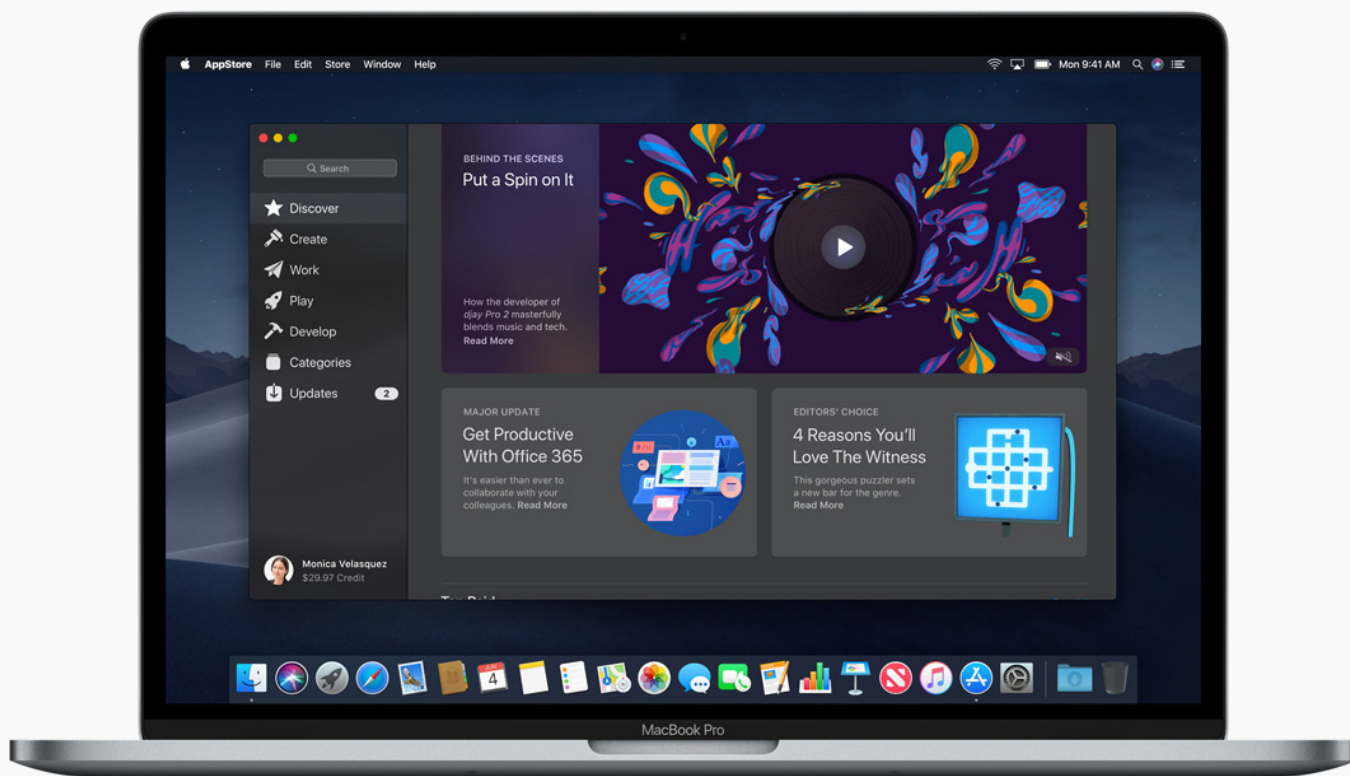 AppStore File Edit Store Window Help
Mon 9:41 AM
Search
Discover
Create
Work
Play
Develop
Categories
Updates 2
Monica Velasquez
$29.97 Credit
BEHIND THE SCENES
Put a Spin on It
How the developer of
djay Pro 2 masterfully
blends music and tech.
Read More
MAJOR UPDATE
Get Productive
With Office 365
It's easier than ever to
collaborate with your
colleagues. Read More
Aa
EDITORS' CHOICE
4 Reasons You'll
Love The Witness
This gorgeous puzzler sets
a new bar for the genre.
Read More
Top Paid
JUN
4
MacBook Pro